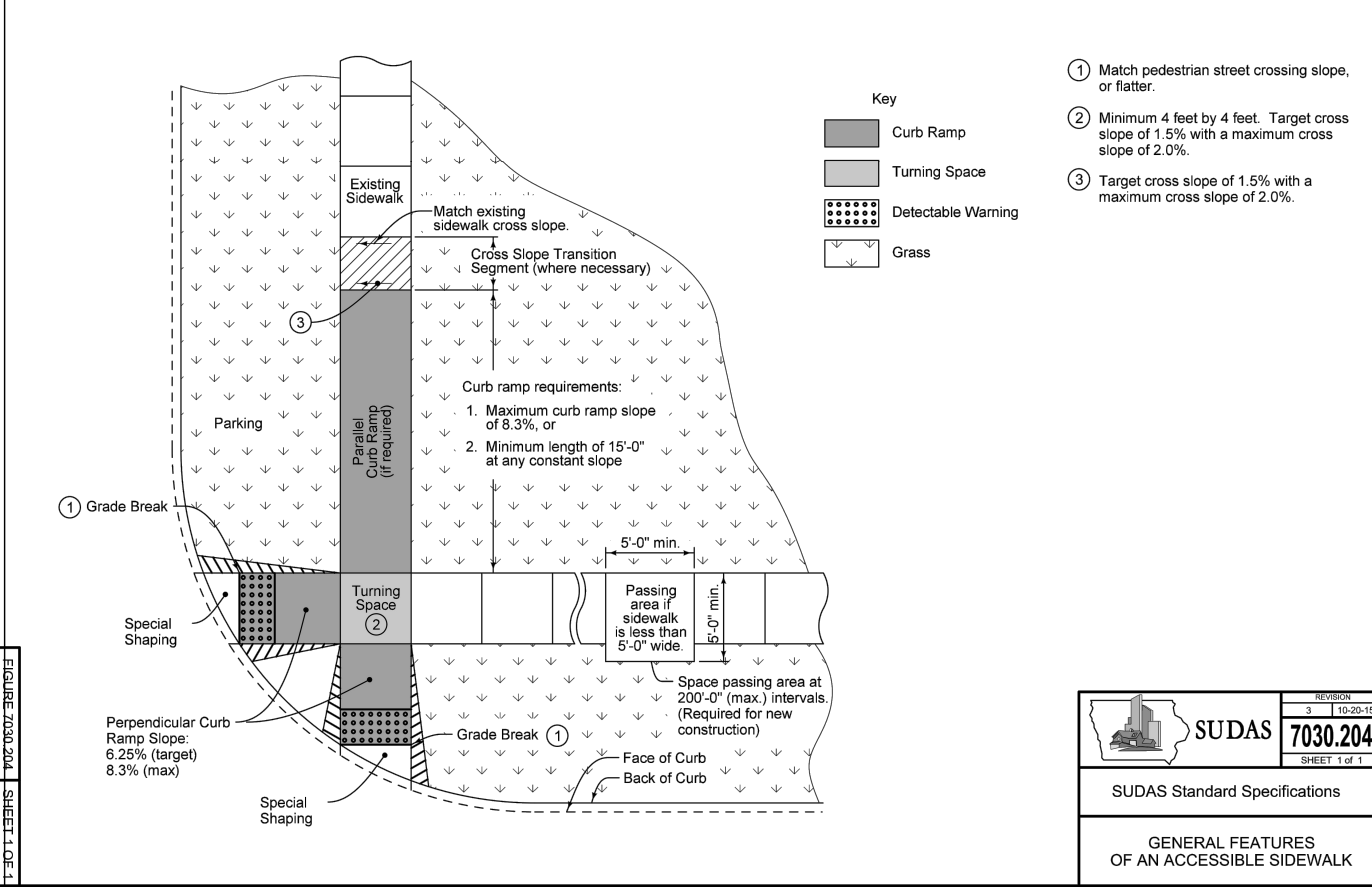 Existing
Sidewalk
Match existing
sidewalk cross slope.
Cross Slope Transition
Segment (where necessary)
3
Curb ramp requirements:
1. Maximum curb ramp slope
of 8.3%, or
2. Minimum length of 15'-0"
at any constant slope
Parallel
Curb Ramp
(if required)
Parking
1 Grade Break
5'-0" min.
Turning
Space
2
Passing
area if
sidewalk
is less than
5'-0" wide.
5'-0" min.
Special
Shaping
Space passing area at
200'-0" (max.) intervals.
(Required for new
construction)
Perpendicular Curb
Ramp Slope:
6.25% (target)
8.3% (max)
Grade Break 1
Face of Curb
Back of Curb
Special
Shaping
Key
Curb Ramp
Turning Space
Detectable Warning
Grass
1 Match pedestrian street crossing slope,
or flatter.
2 Minimum 4 feet by 4 feet. Target cross
slope of 1.5% with a maximum cross
slope of 2.0%.
3 Target cross slope of 1.5% with a
maximum cross slope of 2.0%.
FIGURE 7030.204 SHEET 1 OF 1
SUDAS
REVISION
3 10-20-15
7030.204
SHEET 1 of 1
SUDAS Standard Specifications
GENERAL FEATURES
OF AN ACCESSIBLE SIDEWALK